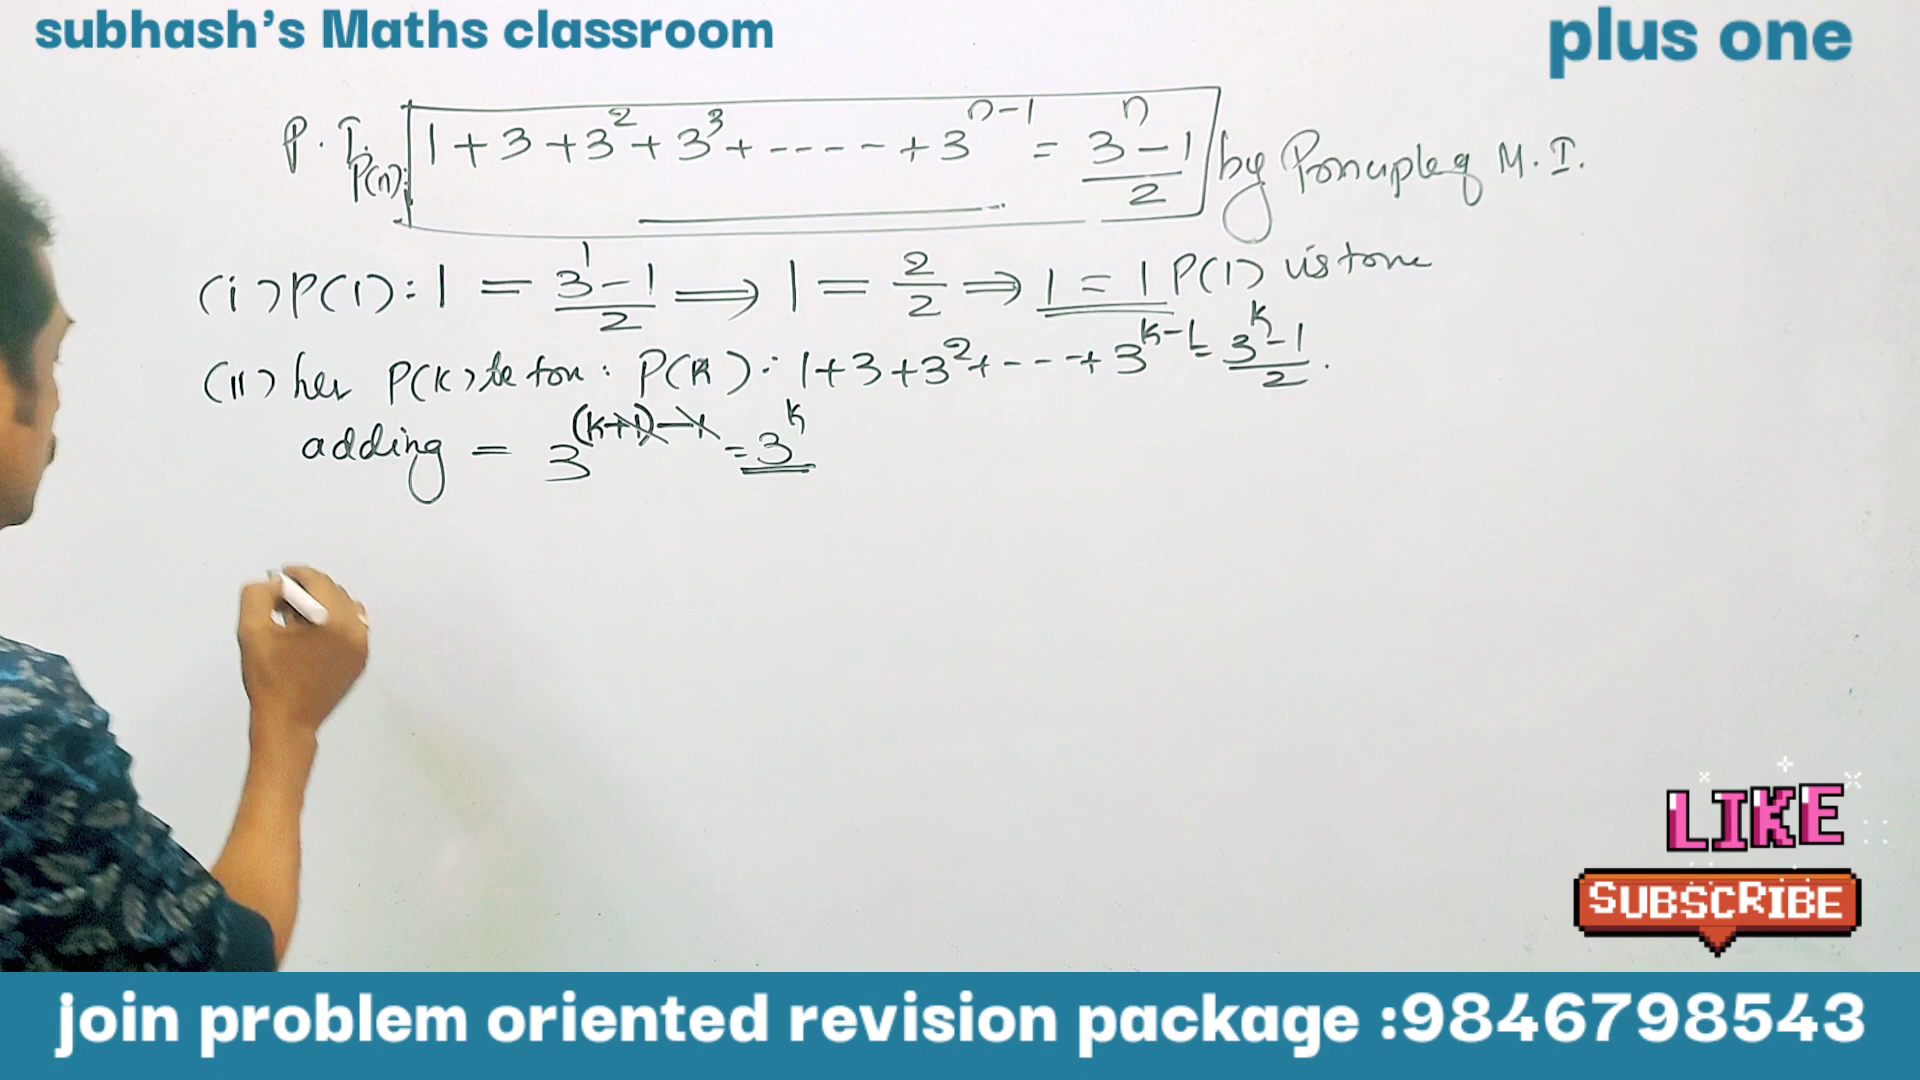 subhash's Maths classroom
plus one
P.T. P(n): 1 + 3 + 3² + 3³ + ----- + 3ⁿ⁻¹ = (3ⁿ - 1)/2 by Principle of M.I.
(i) P(1): 1 = (3¹ - 1)/2 ⟹ 1 = 2/2 ⟹ 1 = 1 P(1) is true
(ii) let P(k) be true: P(k): 1 + 3 + 3² + ---- + 3ᵏ⁻¹ = (3ᵏ - 1)/2.
adding = 3⁽ᵏ⁺¹⁾⁻¹ = 3ᵏ
LIKE
SUBSCRIBE
join problem oriented revision package :9846798543